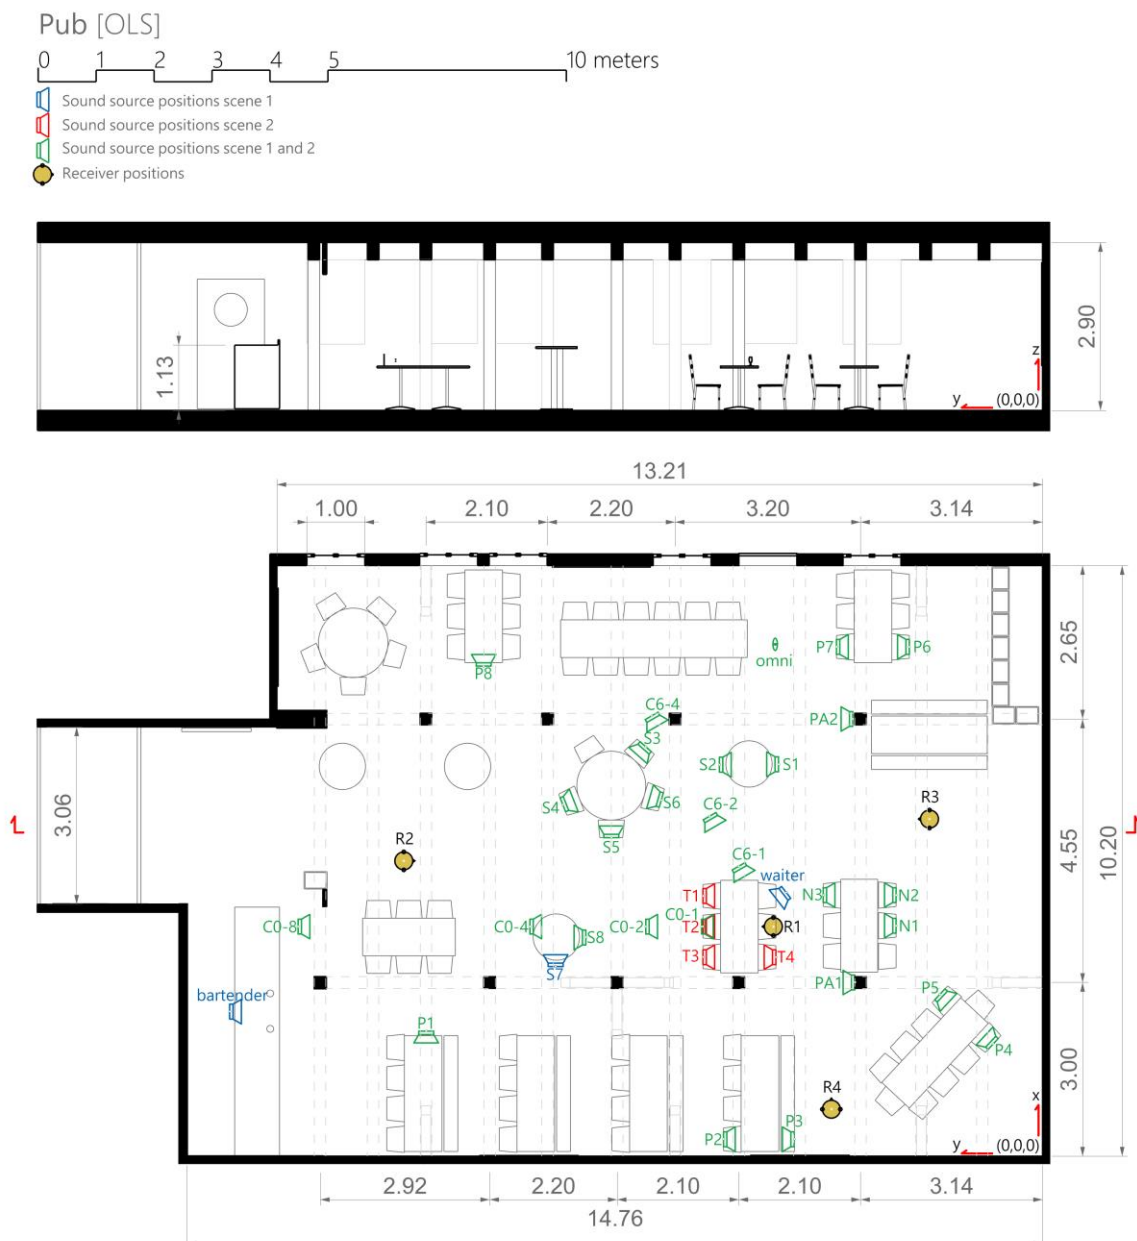 Pub [OLS]
0 1 2 3 4 5 10 meters
Sound source positions scene 1
Sound source positions scene 2
Sound source positions scene 1 and 2
Receiver positions
1.13
2.90
z
y (0,0,0)
13.21
1.00 2.10 2.20 3.20 3.14
P8
omni
P7 P6
2.65
C6-4
PA2
S3
S2 S1
3.06
S4 S6
C6-2
R3
1 1
S5
R2
4.55
10.20
C6-1
waiter
T1
N3 N2
C0-8
C0-4
S8
C0-2
C0-1
T2
R1
N1
S7
T3 T4
PA1
bartender
P5
P1
P4
3.00
R4
x
P2 P3
y (0,0,0)
2.92 2.20 2.10 2.10 3.14
14.76